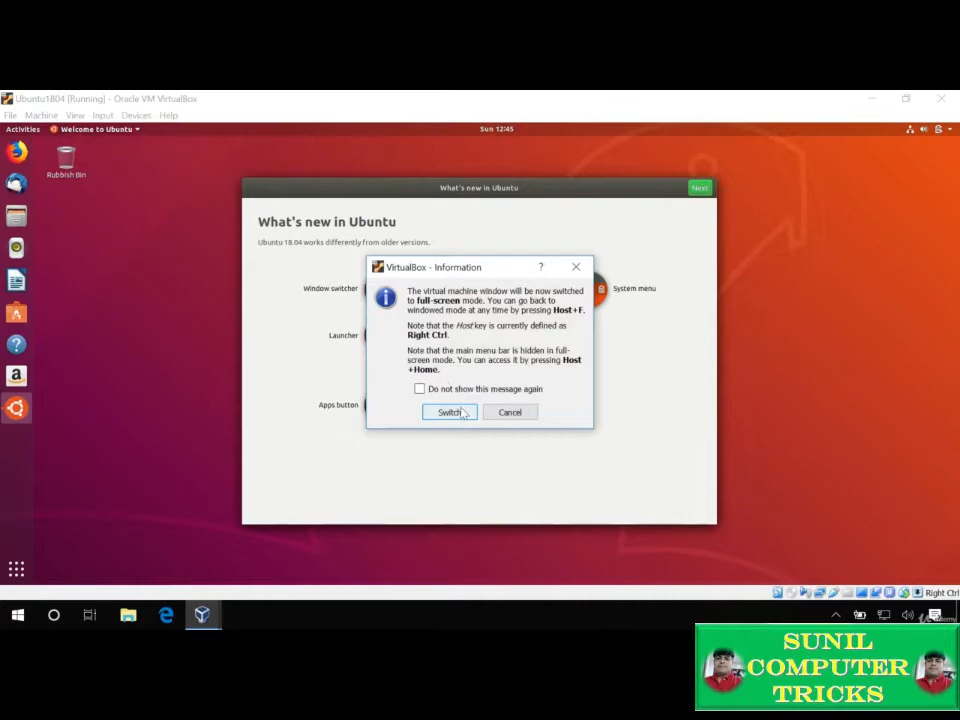 Ubuntu1804 [Running] - Oracle VM VirtualBox
File Machine View Input Devices Help
Activities Welcome to Ubuntu Sun 12:45
Rubbish Bin
What's new in Ubuntu Next
What's new in Ubuntu
Ubuntu 18.04 works differently from older versions.
VirtualBox - Information ?
Window switcher
System menu
The virtual machine window will be now switched
to full-screen mode. You can go back to
windowed mode at any time by pressing Host+F.
Note that the Host key is currently defined as
Right Ctrl.
Launcher
Note that the main menu bar is hidden in full-
screen mode. You can access it by pressing Host
+Home.
Do not show this message again
Apps button
Switch Cancel
Right Ctrl
SUNIL
COMPUTER
TRICKS